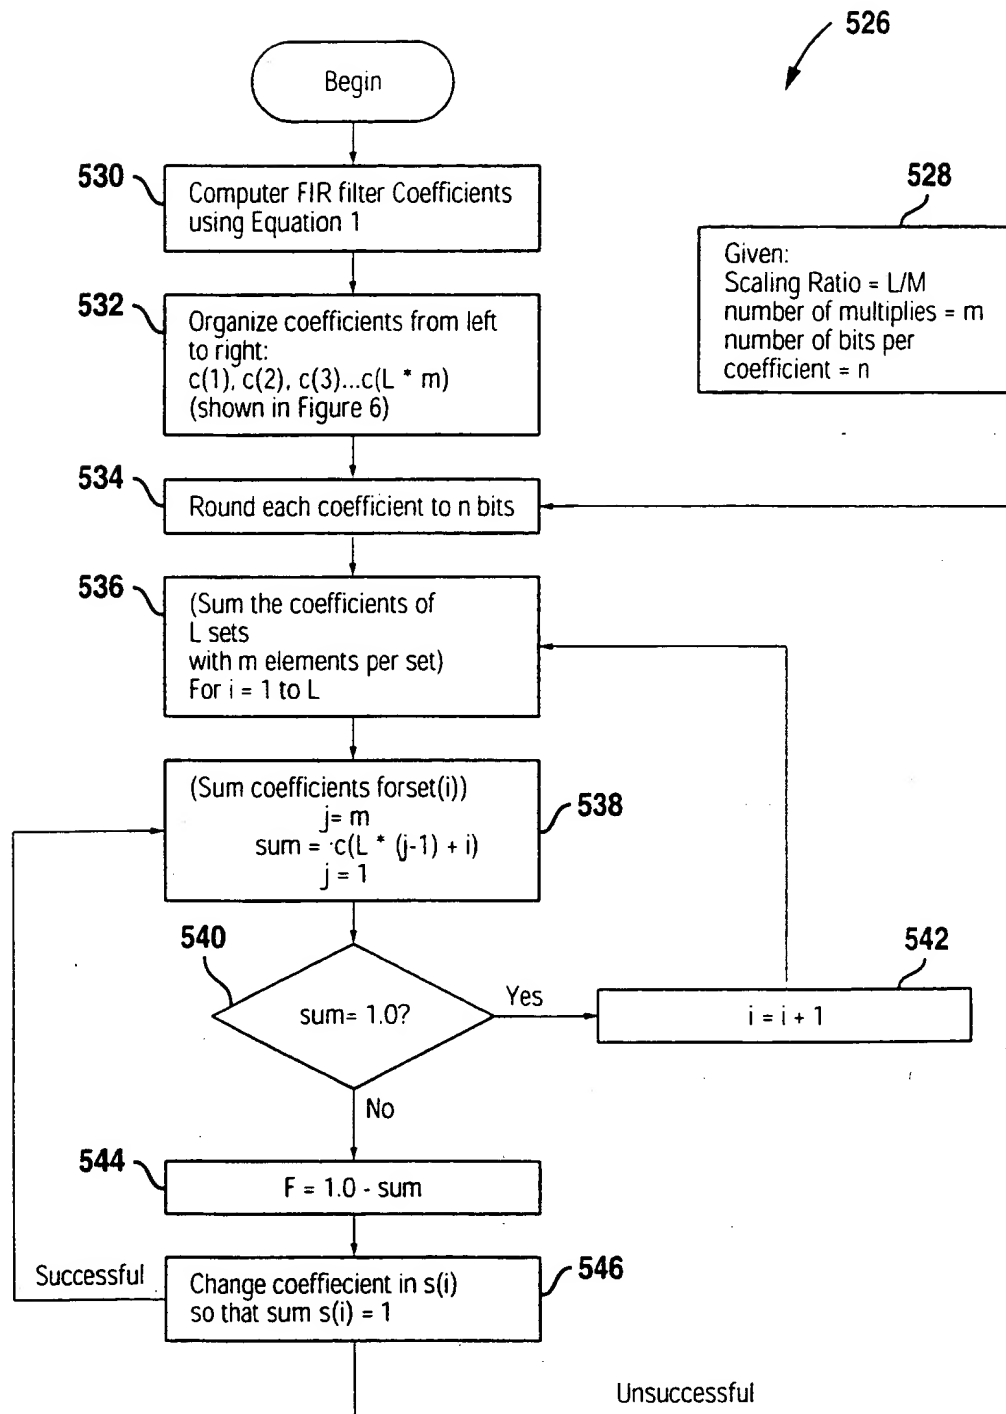 526
Begin
530
Computer FIR filter Coefficients
using Equation 1
528
Given:
Scaling Ratio = L/M
number of multiplies = m
number of bits per
coefficient = n
532
Organize coefficients from left
to right:
c(1), c(2), c(3)...c(L * m)
(shown in Figure 6)
534
Round each coefficient to n bits
536
(Sum the coefficients of
L sets
with m elements per set)
For i = 1 to L
(Sum coefficients forset(i))
j= m
sum = ·c(L * (j-1) + i)
j = 1
538
540
sum= 1.0?
Yes
542
i = i + 1
No
544
F = 1.0 - sum
Successful
546
Change coeffiecient in s(i)
so that sum s(i) = 1
Unsuccessful